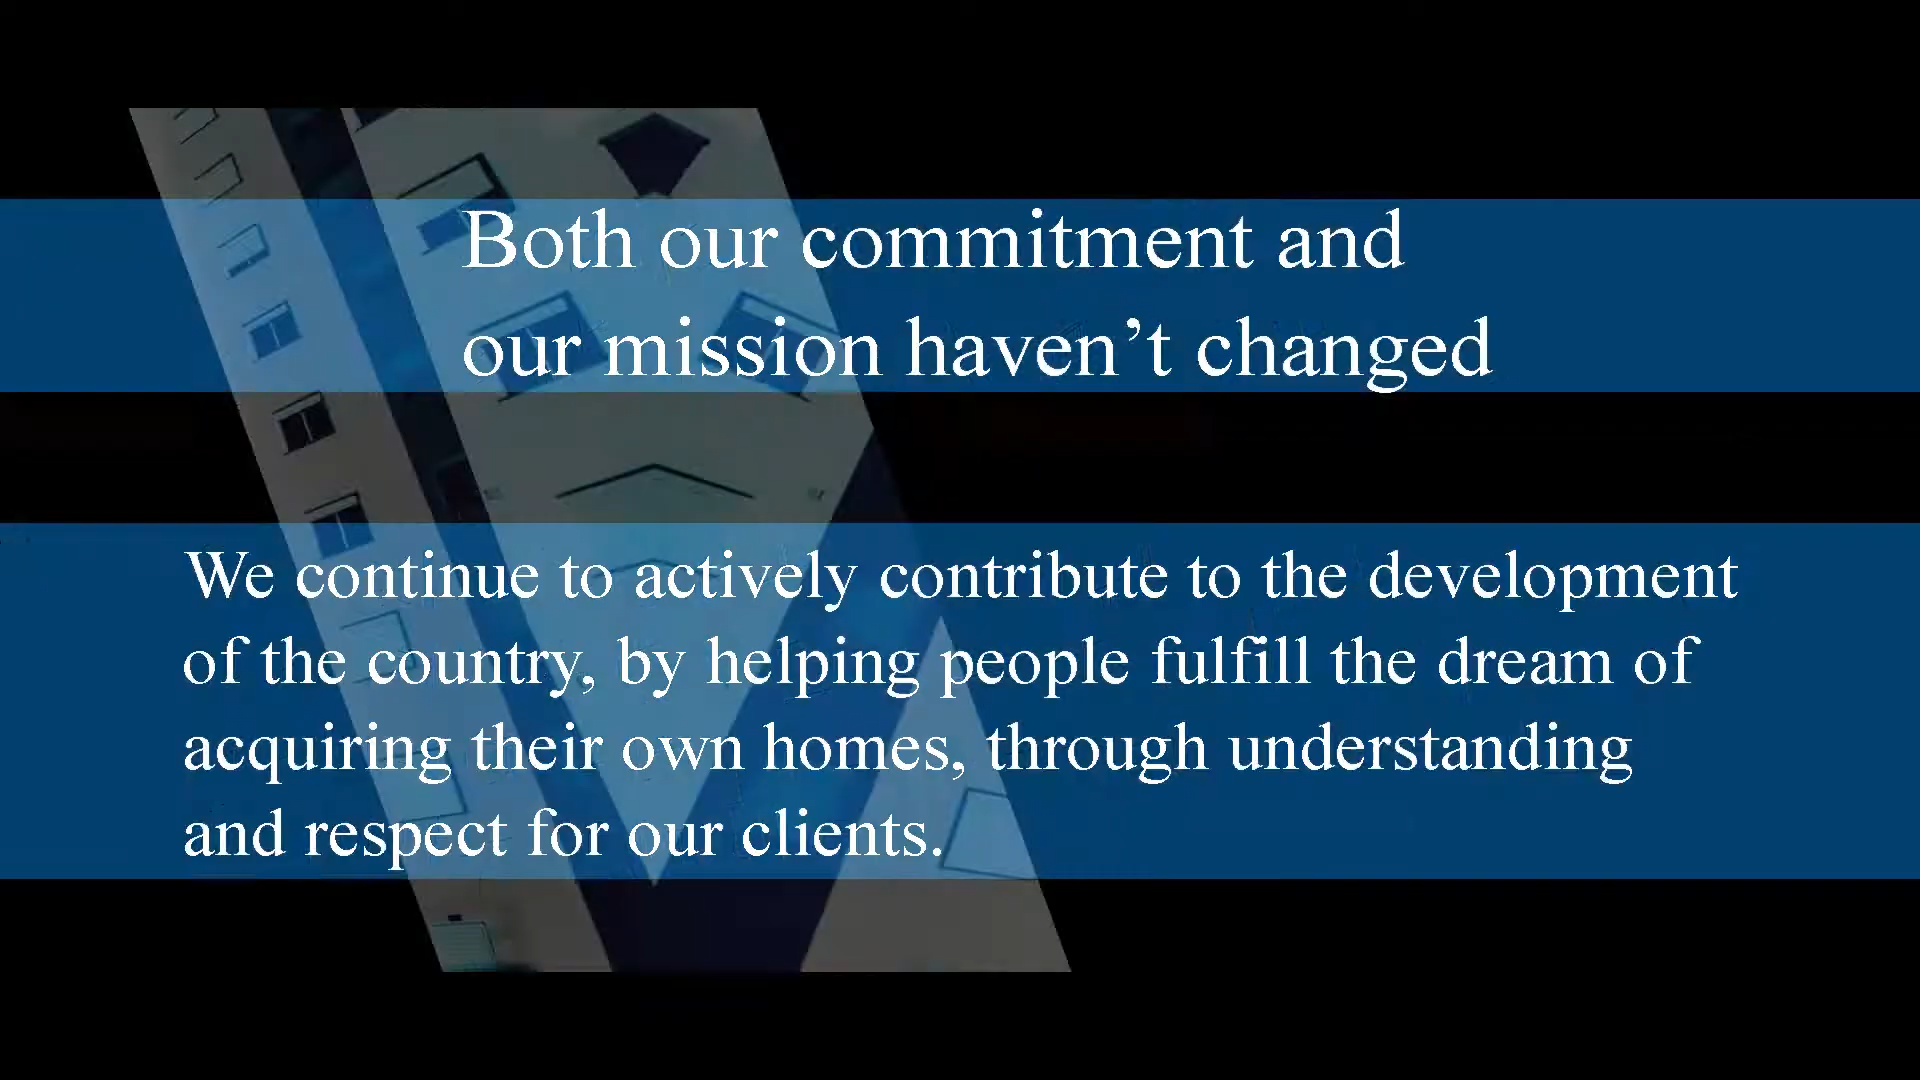 Both our commitment and
our mission haven’t changed
We continue to actively contribute to the development
of the country, by helping people fulfill the dream of
acquiring their own homes, through understanding
and respect for our clients.